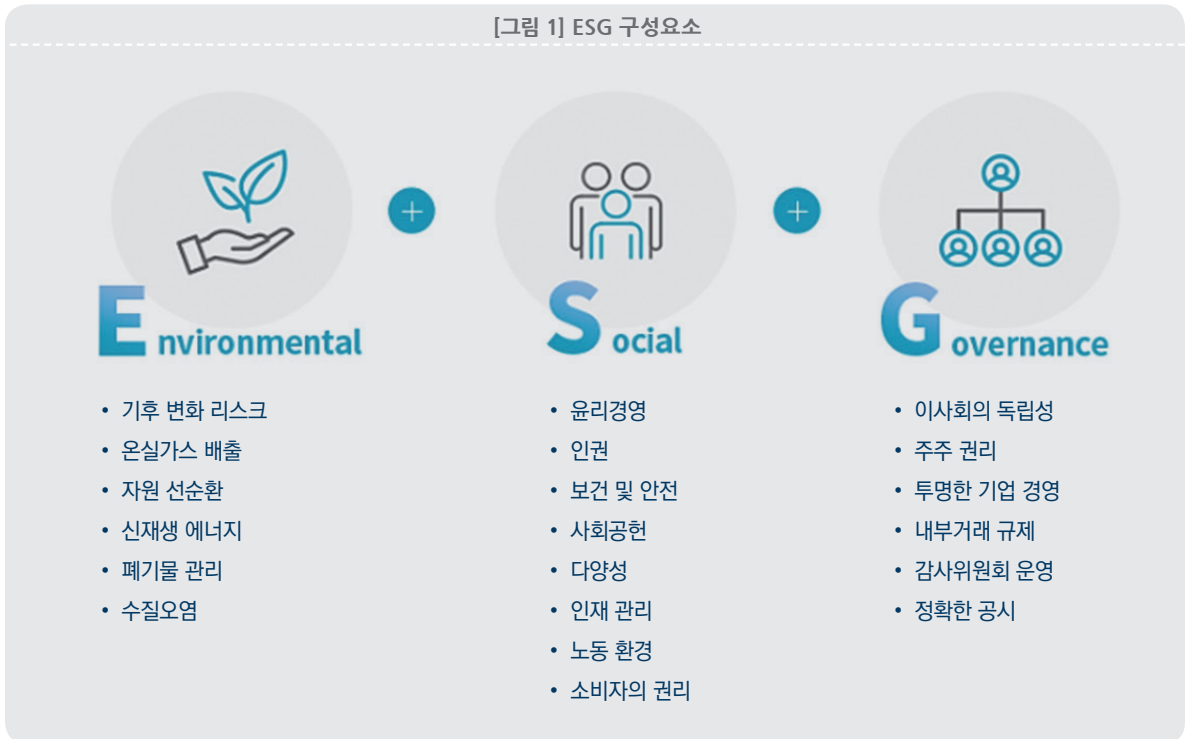 [그림 1] ESG 구성요소
Environmental
• 기후 변화 리스크
• 온실가스 배출
• 자원 선순환
• 신재생 에너지
• 폐기물 관리
• 수질오염
Social
• 윤리경영
• 인권
• 보건 및 안전
• 사회공헌
• 다양성
• 인재 관리
• 노동 환경
• 소비자의 권리
Governance
• 이사회의 독립성
• 주주 권리
• 투명한 기업 경영
• 내부거래 규제
• 감사위원회 운영
• 정확한 공시